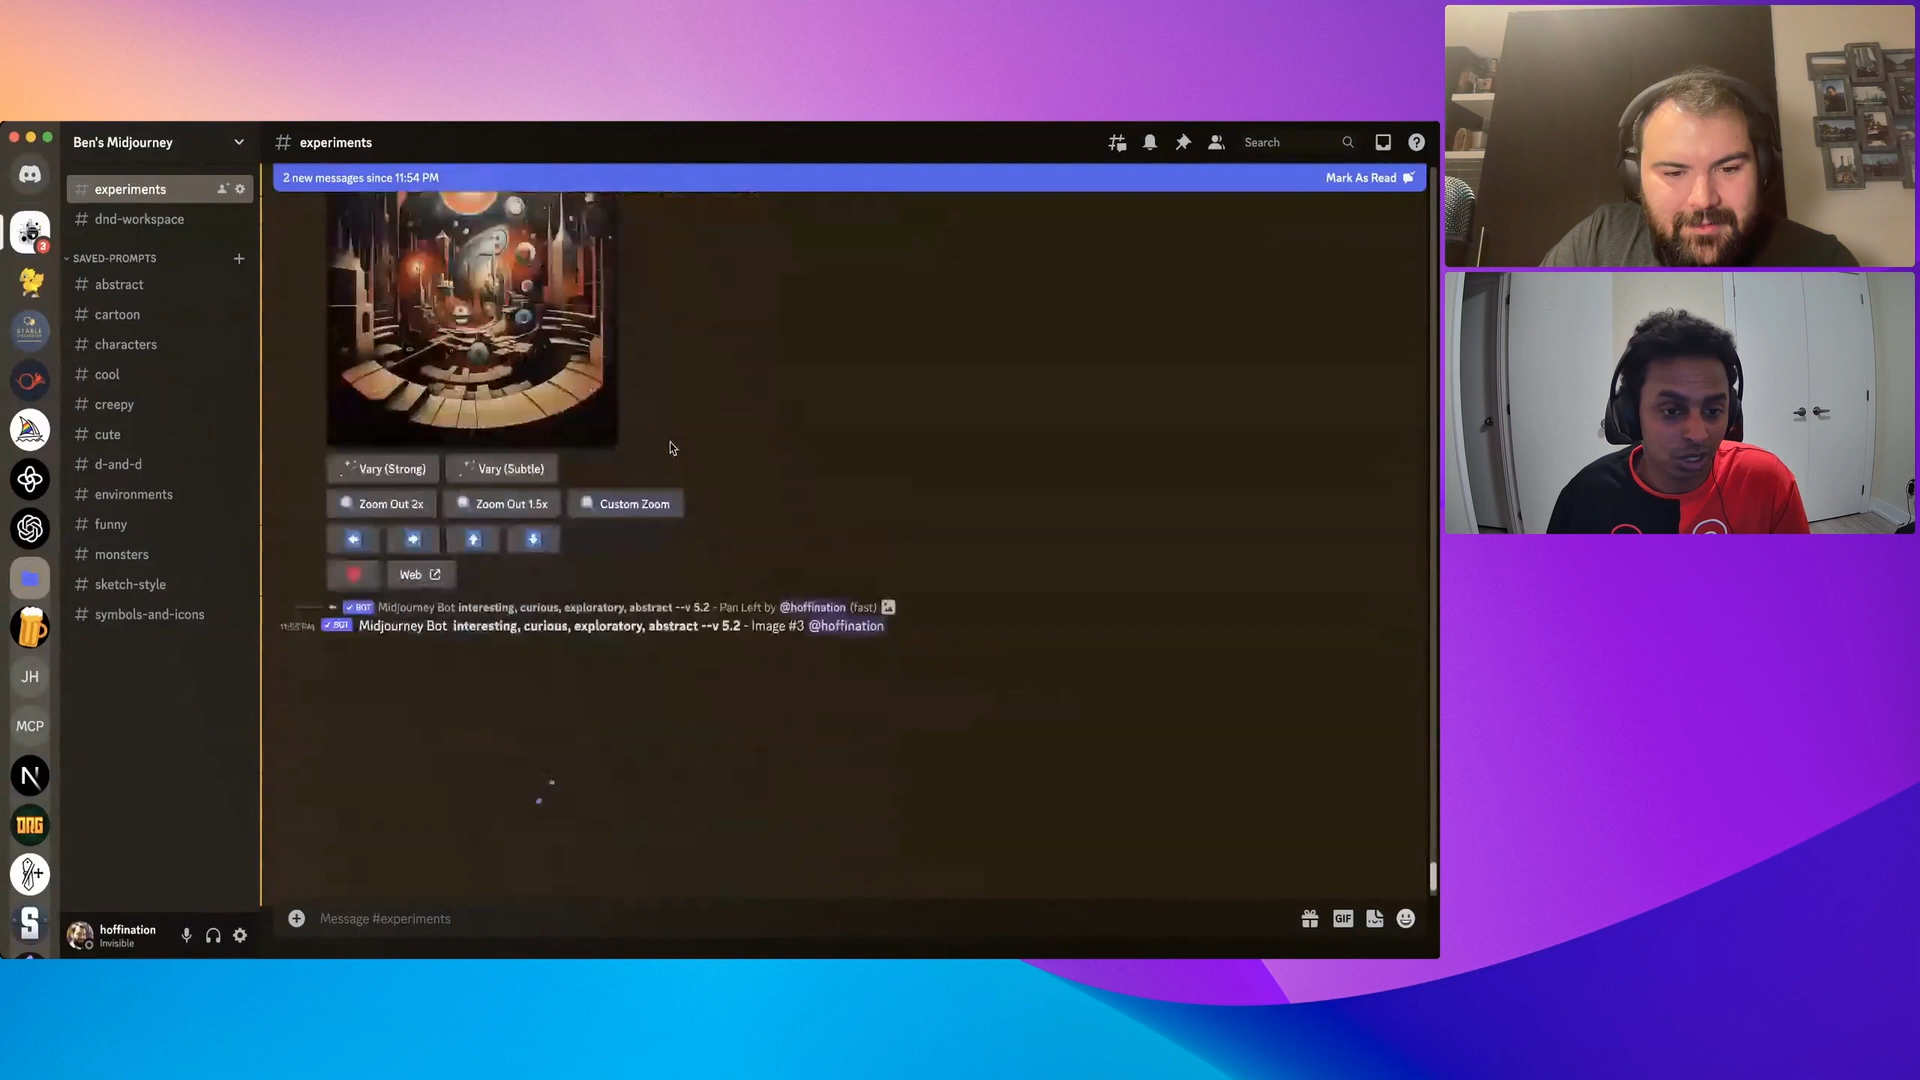 Ben's Midjourney
experiments
Search
2 new messages since 11:54 PM
Mark As Read
experiments
dnd-workspace
SAVED-PROMPTS
abstract
cartoon
characters
cool
creepy
cute
d-and-d
environments
funny
monsters
sketch-style
symbols-and-icons
3
JH
MCP
N
DRG
S
Vary (Strong)
Vary (Subtle)
Zoom Out 2x
Zoom Out 1.5x
Custom Zoom
Web
BOT Midjourney Bot interesting, curious, exploratory, abstract --v 5.2 - Pan Left by @hoffination (fast)
BOT Midjourney Bot interesting, curious, exploratory, abstract --v 5.2 - Image #3 @hoffination
Message #experiments
GIF
hoffination
Invisible